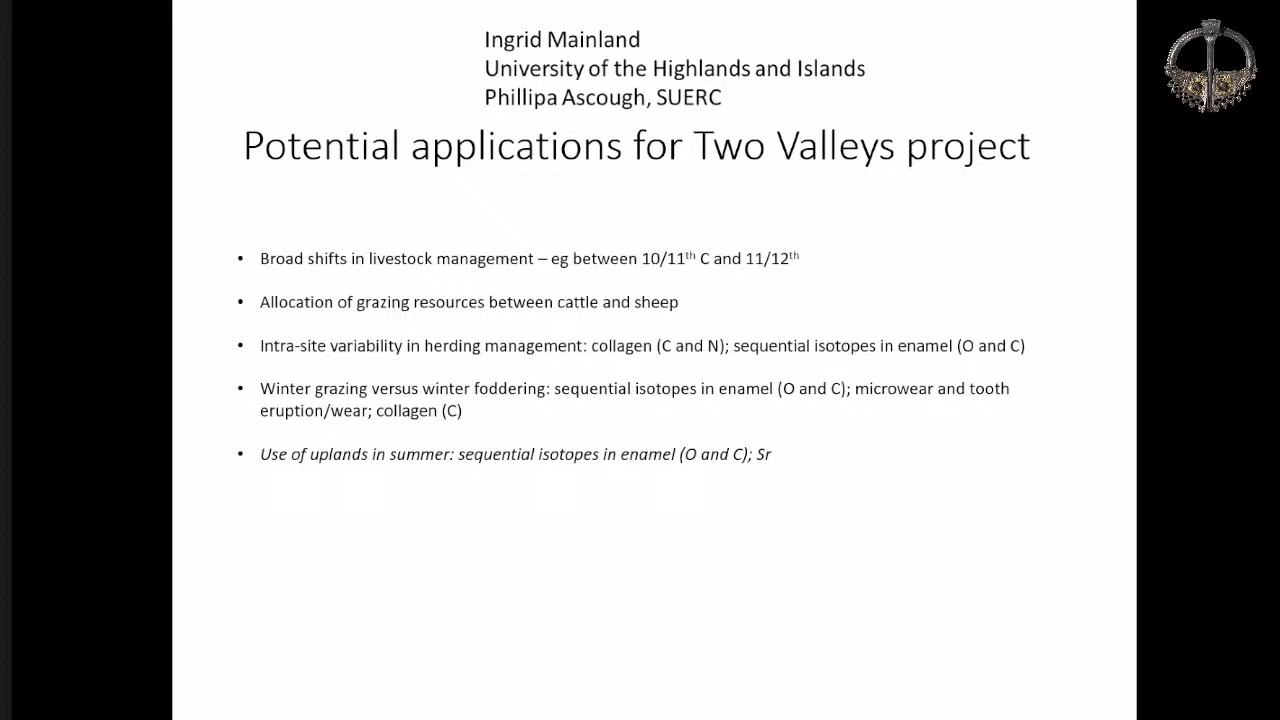 Ingrid Mainland
University of the Highlands and Islands
Phillipa Ascough, SUERC
Potential applications for Two Valleys project
• Broad shifts in livestock management – eg between 10/11th C and 11/12th
• Allocation of grazing resources between cattle and sheep
• Intra-site variability in herding management: collagen (C and N); sequential isotopes in enamel (O and C)
• Winter grazing versus winter foddering: sequential isotopes in enamel (O and C); microwear and tooth
eruption/wear; collagen (C)
• Use of uplands in summer: sequential isotopes in enamel (O and C); Sr